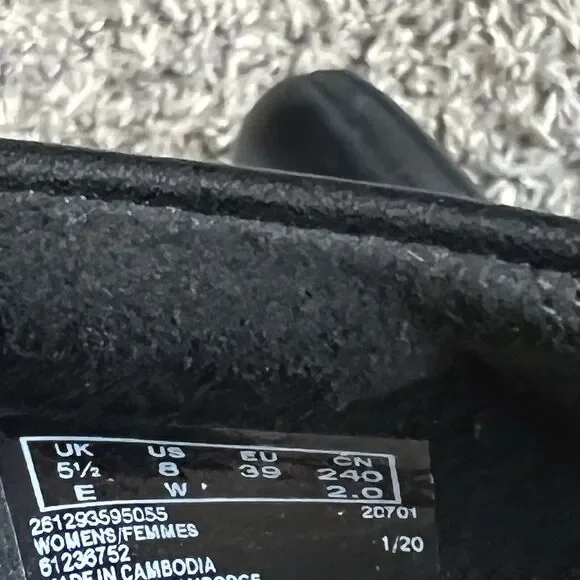 UK US EU CN
5½ 8 39 240
E W 2.0
261293595055 20701
WOMENS/FEMMES
61236752 1/20
MADE IN CAMBODIA